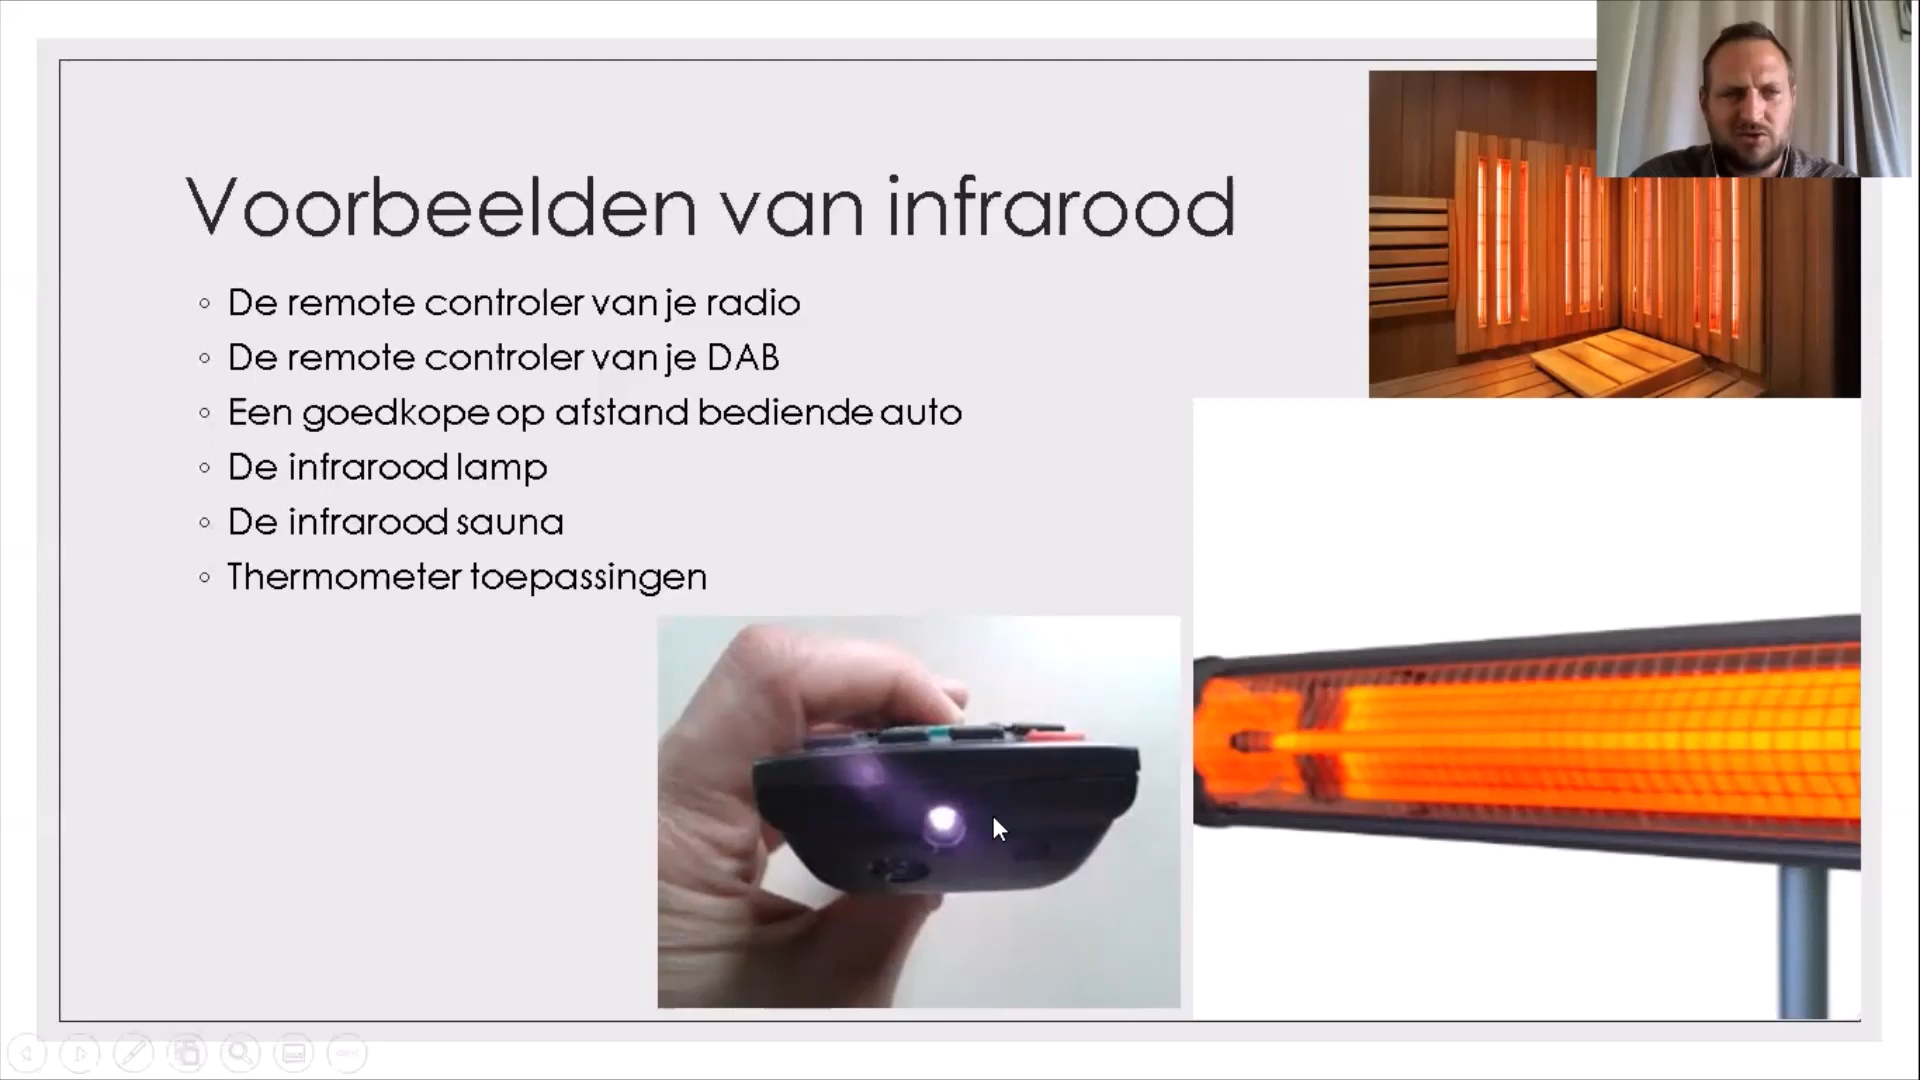 Voorbeelden van infrarood
De remote controler van je radio
De remote controler van je DAB
Een goedkope op afstand bediende auto
De infrarood lamp
De infrarood sauna
Thermometer toepassingen